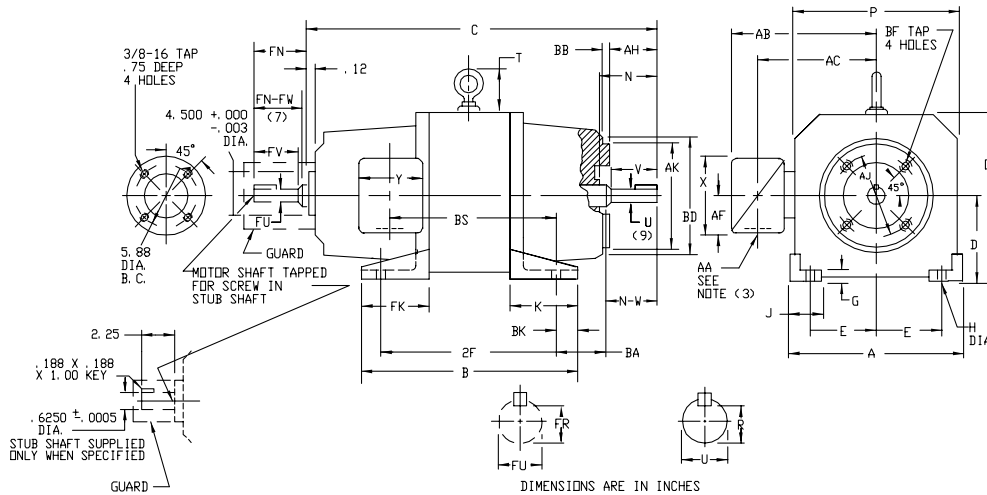 C
P
FN
.12
T
BB
AH
N
AB
AC
BF TAP
4 HOLES
3/8-16 TAP
.75 DEEP
4 HOLES
FN-FW
(7)
4.500 +.000
-.003
DIA.
45°
FV
Y
V
AK
BD
X
AF
AJ
45°
D
BS
U
(9)
FU
GUARD
5.88
DIA.
B.C.
MOTOR SHAFT TAPPED
FOR SCREW IN
STUB SHAFT
AA
SEE
NOTE (3)
N-W
G
FK
K
J
BK
E
E
H
DIA
2.25
2F
BA
A
B
.188 X .188
X 1.00 KEY
.6250 +-.0005
DIA.
STUB SHAFT SUPPLIED
ONLY WHEN SPECIFIED
GUARD
FR
R
FU
U
DIMENSIONS ARE IN INCHES